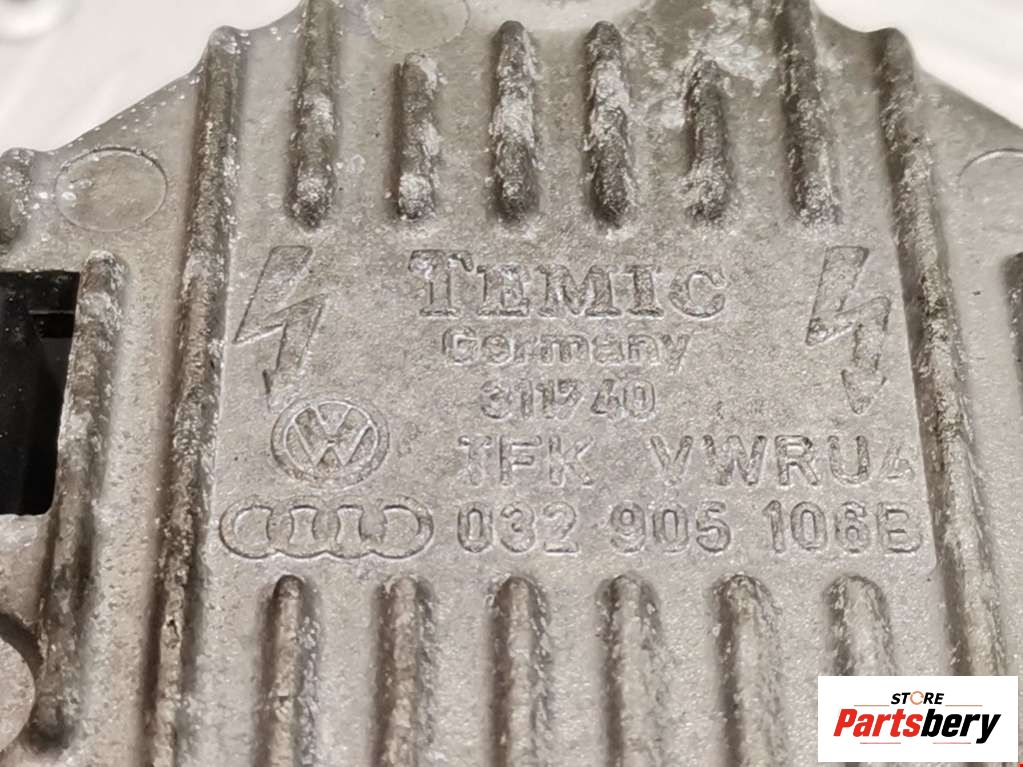 TEMIC
Germany
311740
TFK VWRU4
032 905 106B
STORE
Partsbery